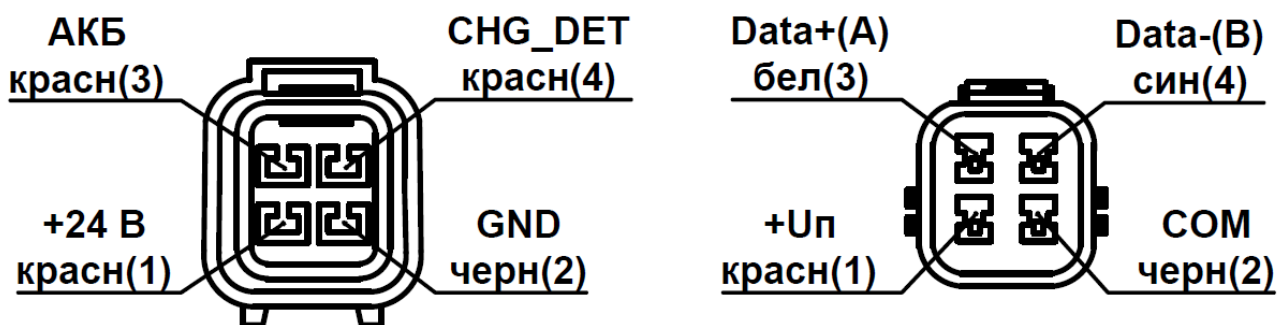 АКБ
красн(3)
CHG_DET
красн(4)
+24 В
красн(1)
GND
черн(2)
Data+(A)
бел(3)
Data-(B)
син(4)
+Uп
красн(1)
COM
черн(2)